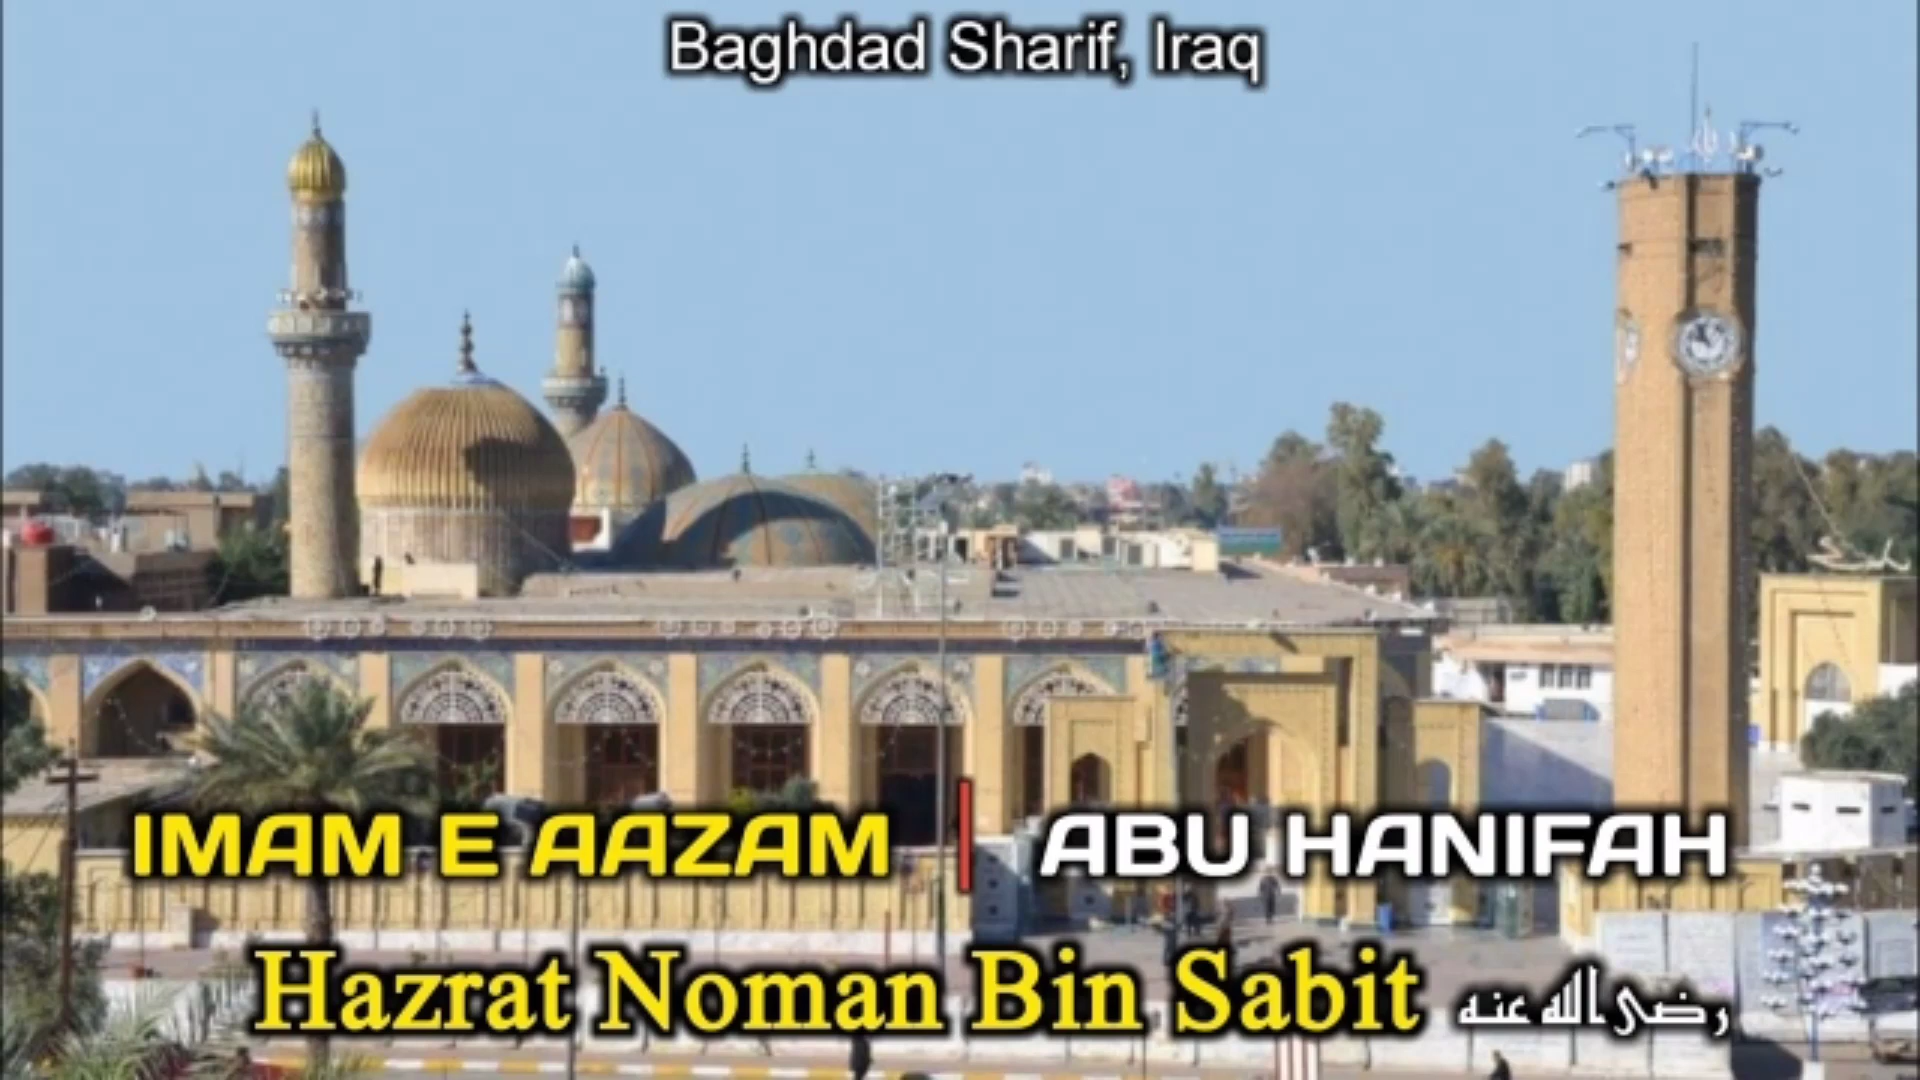 Baghdad Sharif, Iraq
IMAM E AAZAM | ABU HANIFAH
Hazrat Noman Bin Sabit رضی اللہ عنہ